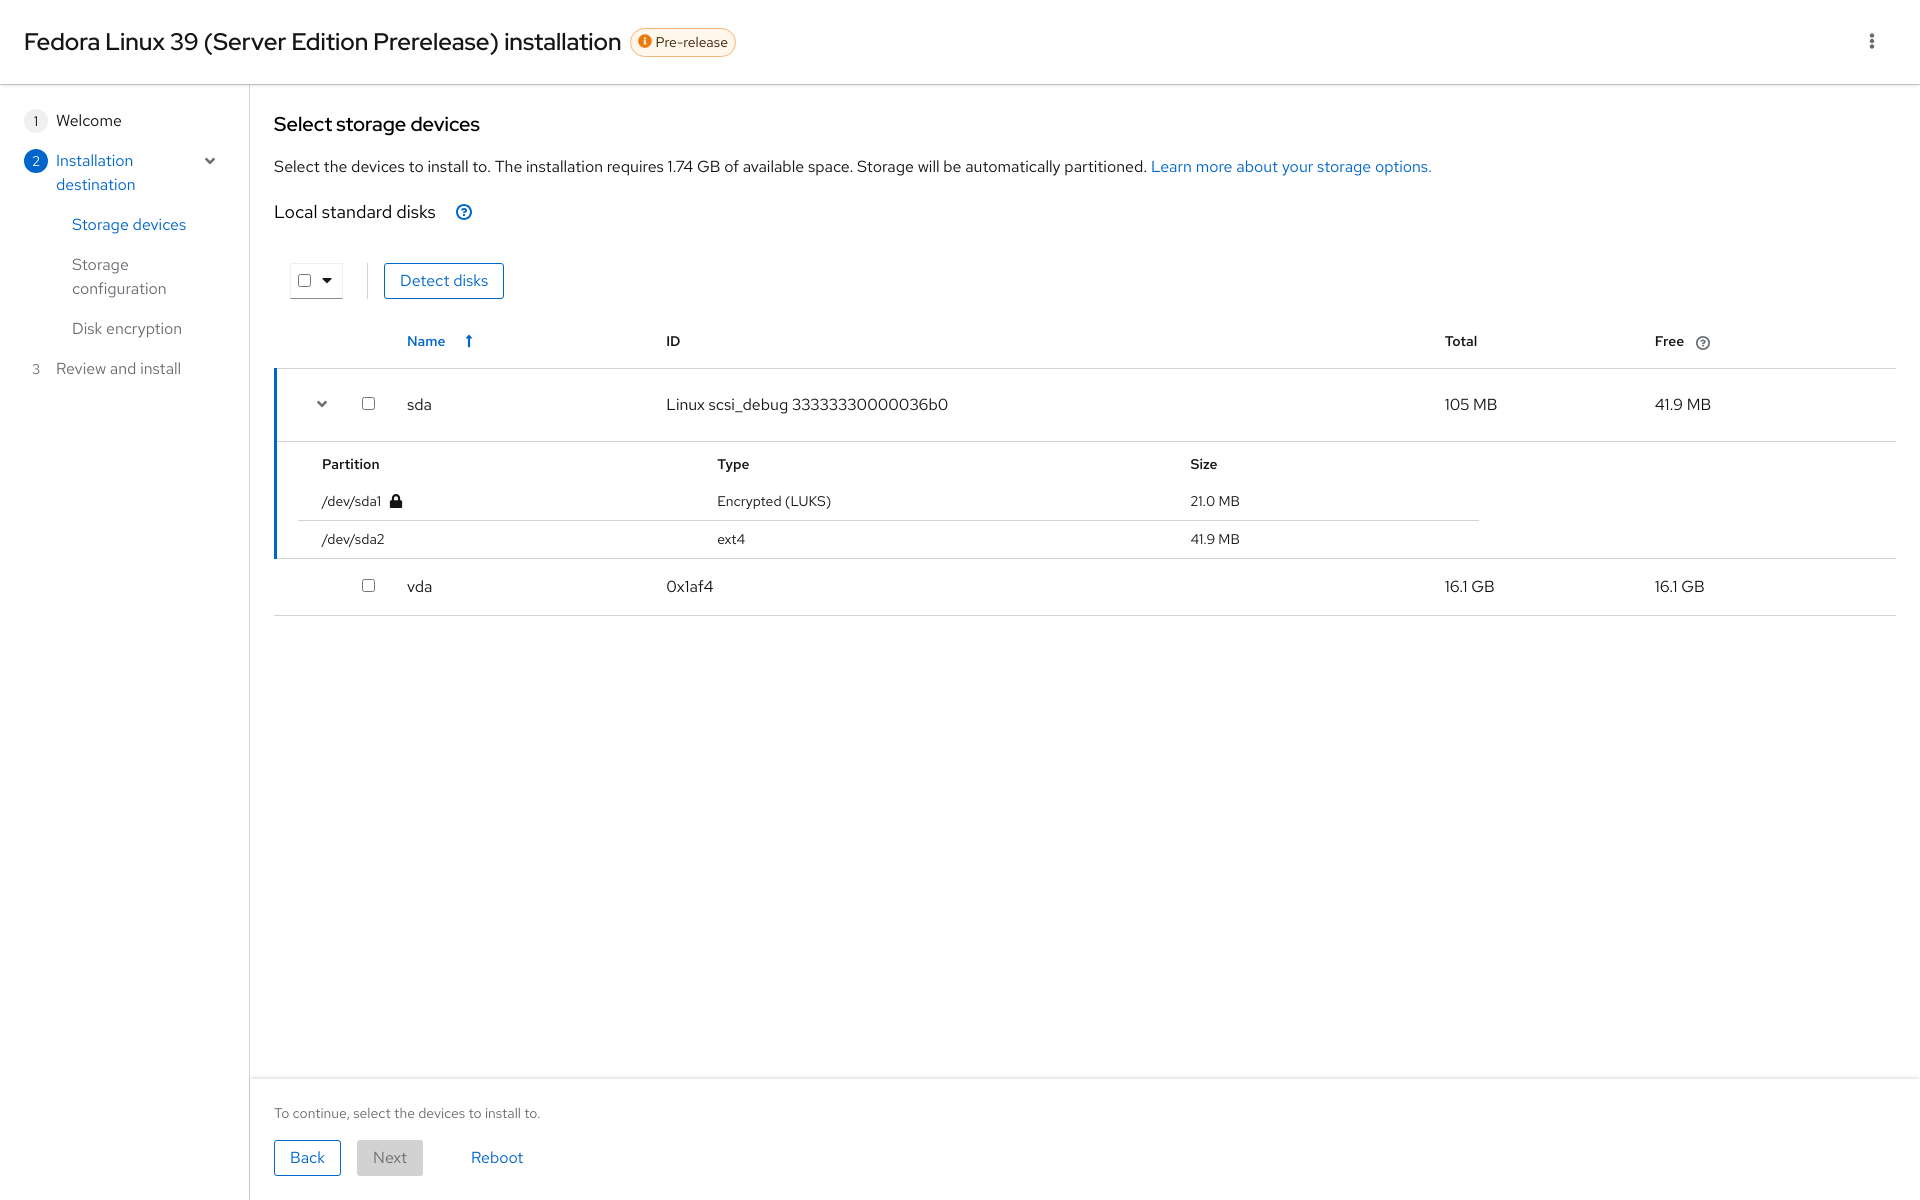 Fedora Linux 39 (Server Edition Prerelease) installation Pre-release
1 Welcome
2 Installation
destination
Storage devices
Storage
configuration
Disk encryption
3 Review and install
Select storage devices
Select the devices to install to. The installation requires 1.74 GB of available space. Storage will be automatically partitioned. Learn more about your storage options.
Local standard disks
Detect disks
Name ID Total Free
sda Linux scsi_debug 33333330000036b0 105 MB 41.9 MB
Partition Type Size
/dev/sda1 Encrypted (LUKS) 21.0 MB
/dev/sda2 ext4 41.9 MB
vda 0x1af4 16.1 GB 16.1 GB
To continue, select the devices to install to.
Back Next Reboot